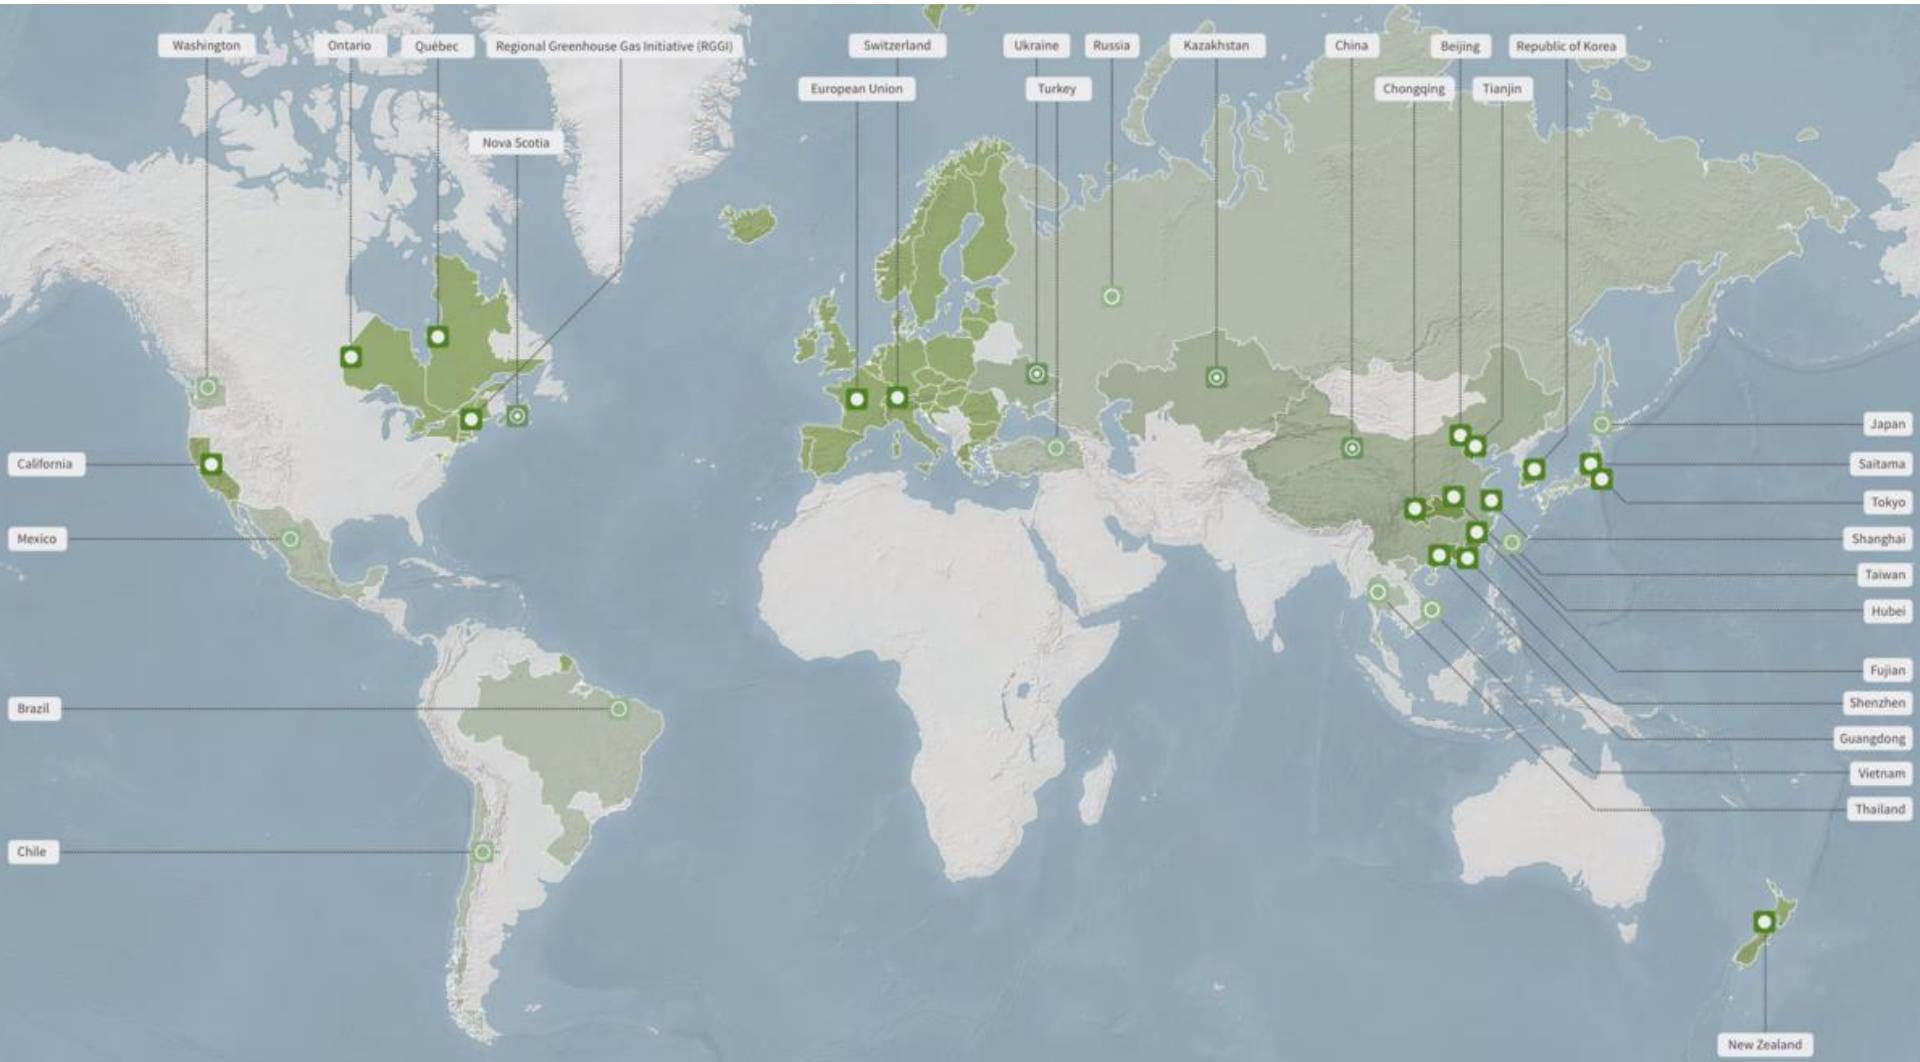 Washington
Ontario
Québec
Regional Greenhouse Gas Initiative (RGGI)
Switzerland
Ukraine
Russia
Kazakhstan
China
Beijing
Republic of Korea
European Union
Turkey
Chongqing
Tianjin
Nova Scotia
Japan
California
Saitama
Tokyo
Mexico
Shanghai
Taiwan
Hubei
Fujian
Shenzhen
Brazil
Guangdong
Vietnam
Thailand
Chile
New Zealand